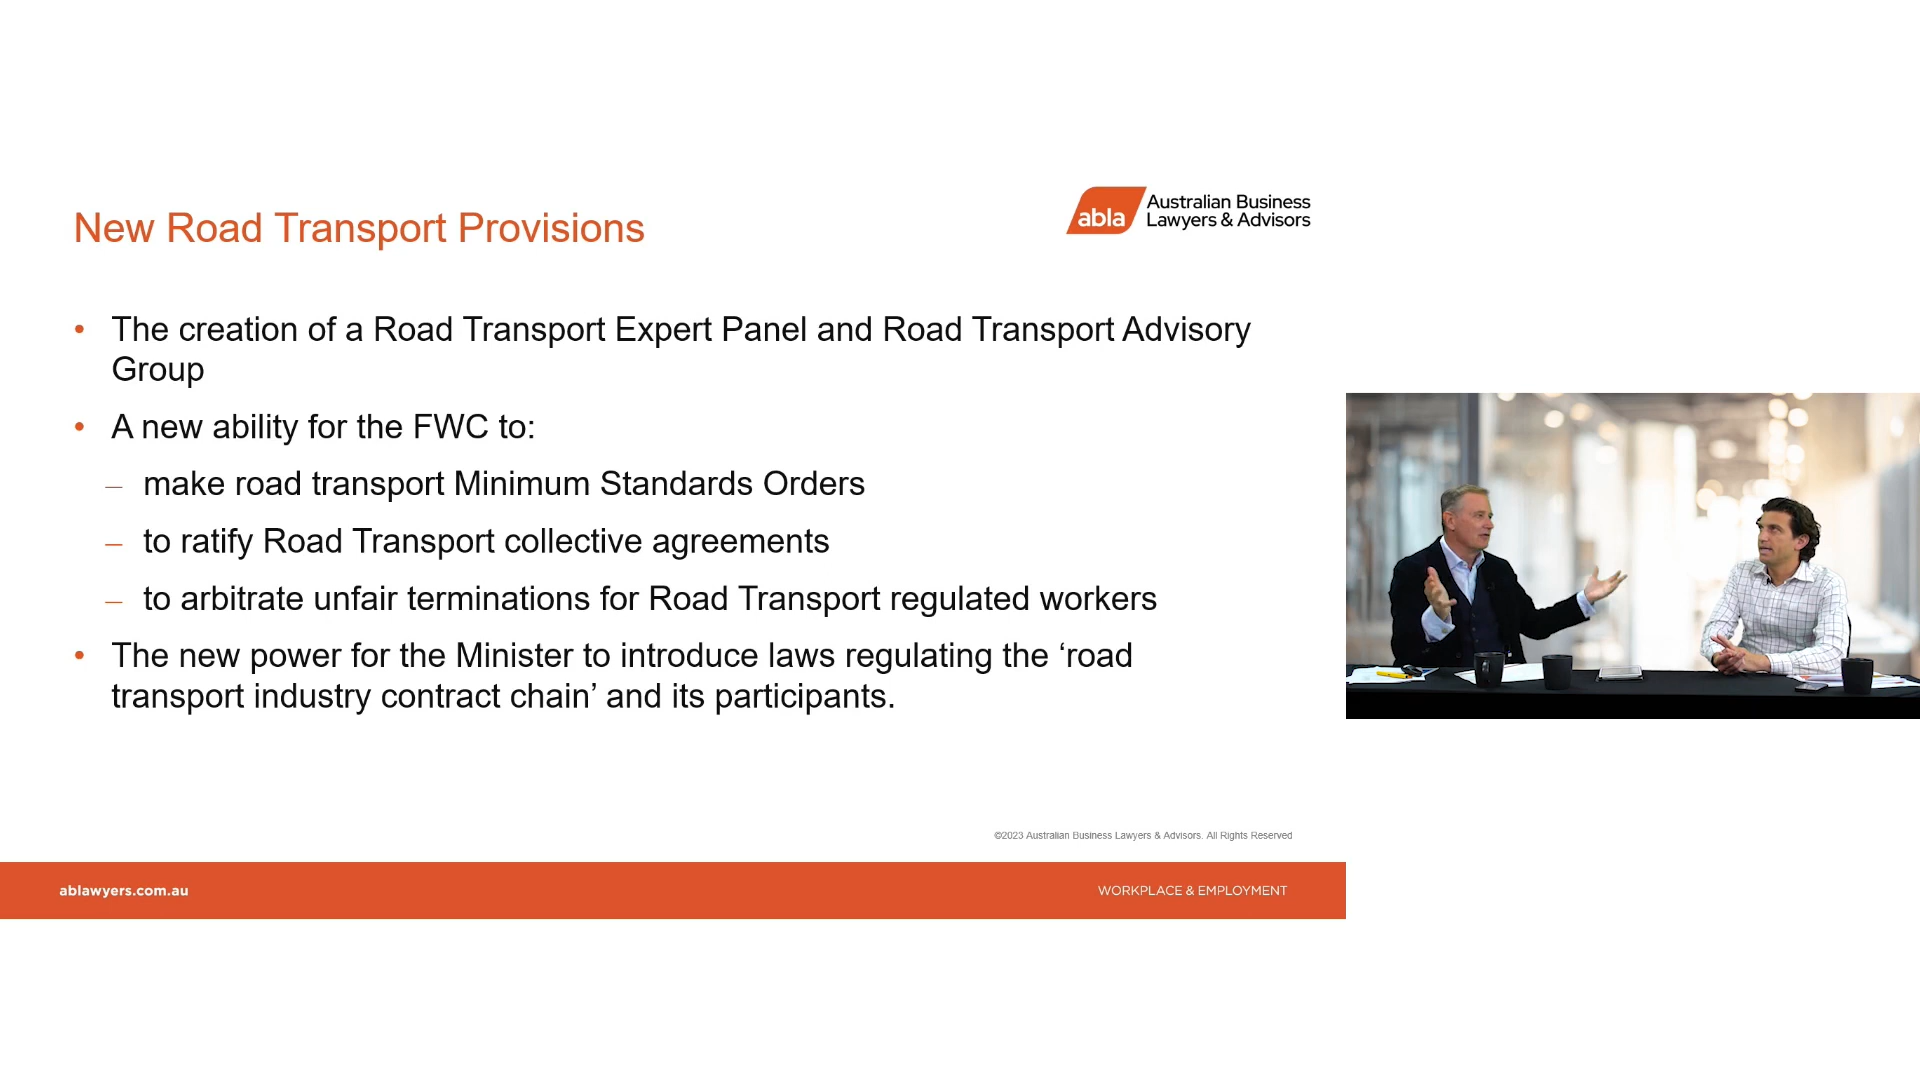 New Road Transport Provisions
abla
Australian Business
Lawyers & Advisors
• The creation of a Road Transport Expert Panel and Road Transport Advisory
Group
• A new ability for the FWC to:
– make road transport Minimum Standards Orders
– to ratify Road Transport collective agreements
– to arbitrate unfair terminations for Road Transport regulated workers
• The new power for the Minister to introduce laws regulating the ‘road
transport industry contract chain’ and its participants.
©2023 Australian Business Lawyers & Advisors. All Rights Reserved
ablawyers.com.au
WORKPLACE & EMPLOYMENT